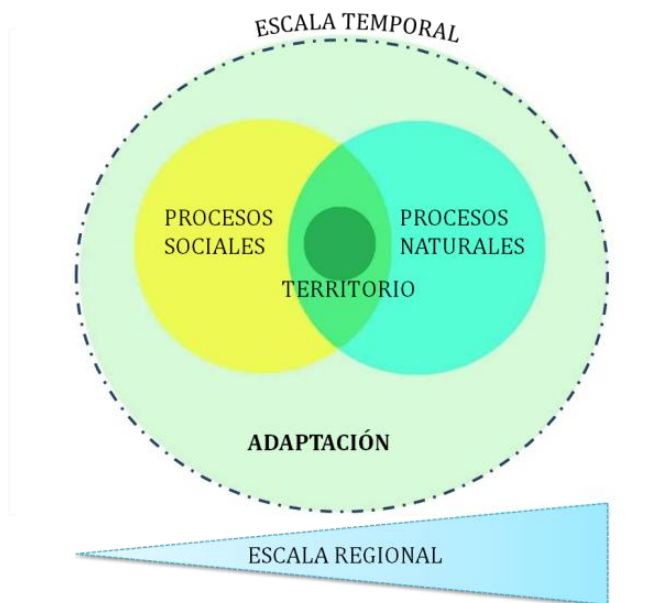 ESCALA TEMPORAL
PROCESOS
SOCIALES
PROCESOS
NATURALES
TERRITORIO
ADAPTACIÓN
ESCALA REGIONAL